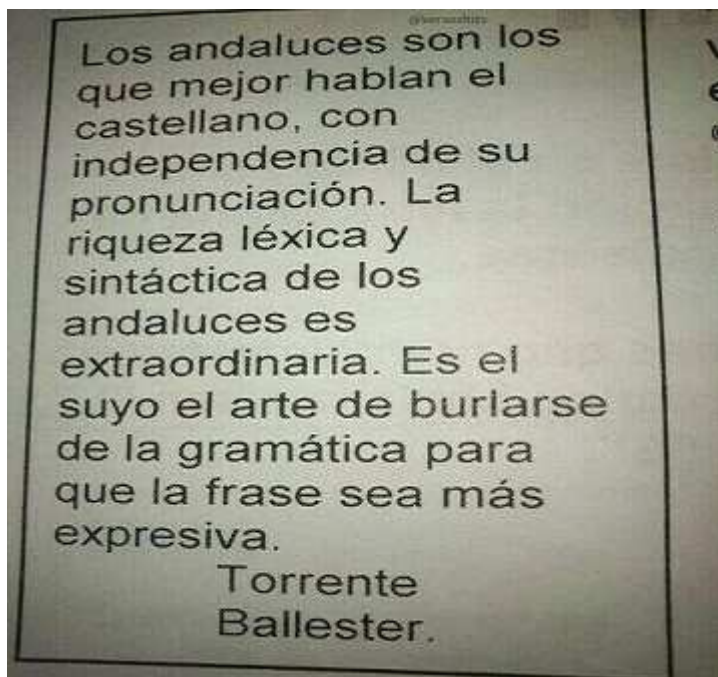 Los andaluces son los
que mejor hablan el
castellano, con
independencia de su
pronunciación. La
riqueza léxica y
sintáctica de los
andaluces es
extraordinaria. Es el
suyo el arte de burlarse
de la gramática para
que la frase sea más
expresiva.
Torrente
Ballester.